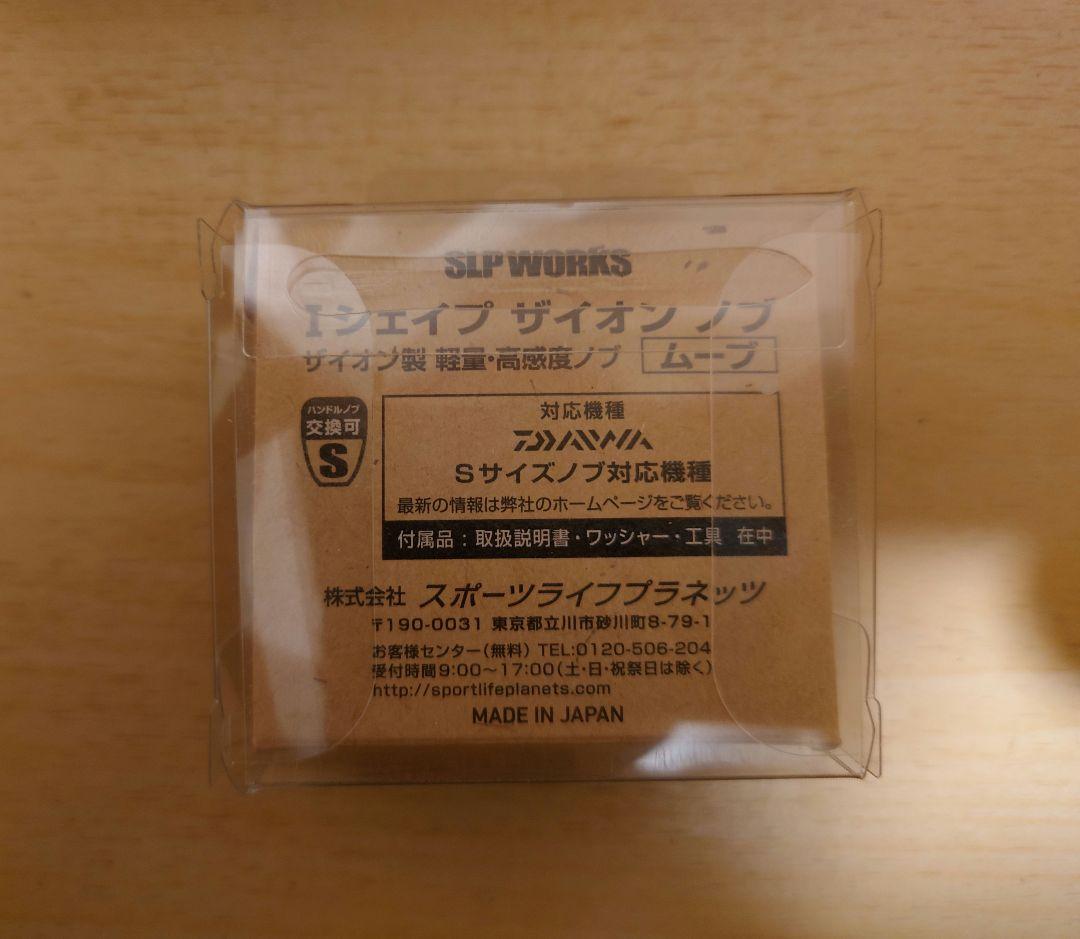 SLP WORKS
Iシェイプ ザイオン ノブ
ザイオン製 軽量・高感度ノブ ムーブ
ハンドルノブ
交換可
S
対応機種
DAIWA
Sサイズノブ対応機種
最新の情報は弊社のホームページをご覧ください。
付属品：取扱説明書・ワッシャー・工具 在中
株式会社 スポーツライフプラネッツ
〒190-0031 東京都立川市砂川町8-79-1
お客様センター(無料) TEL:0120-506-204
受付時間9:00〜17:00(土・日・祝祭日は除く)
http://sportlifeplanets.com
MADE IN JAPAN